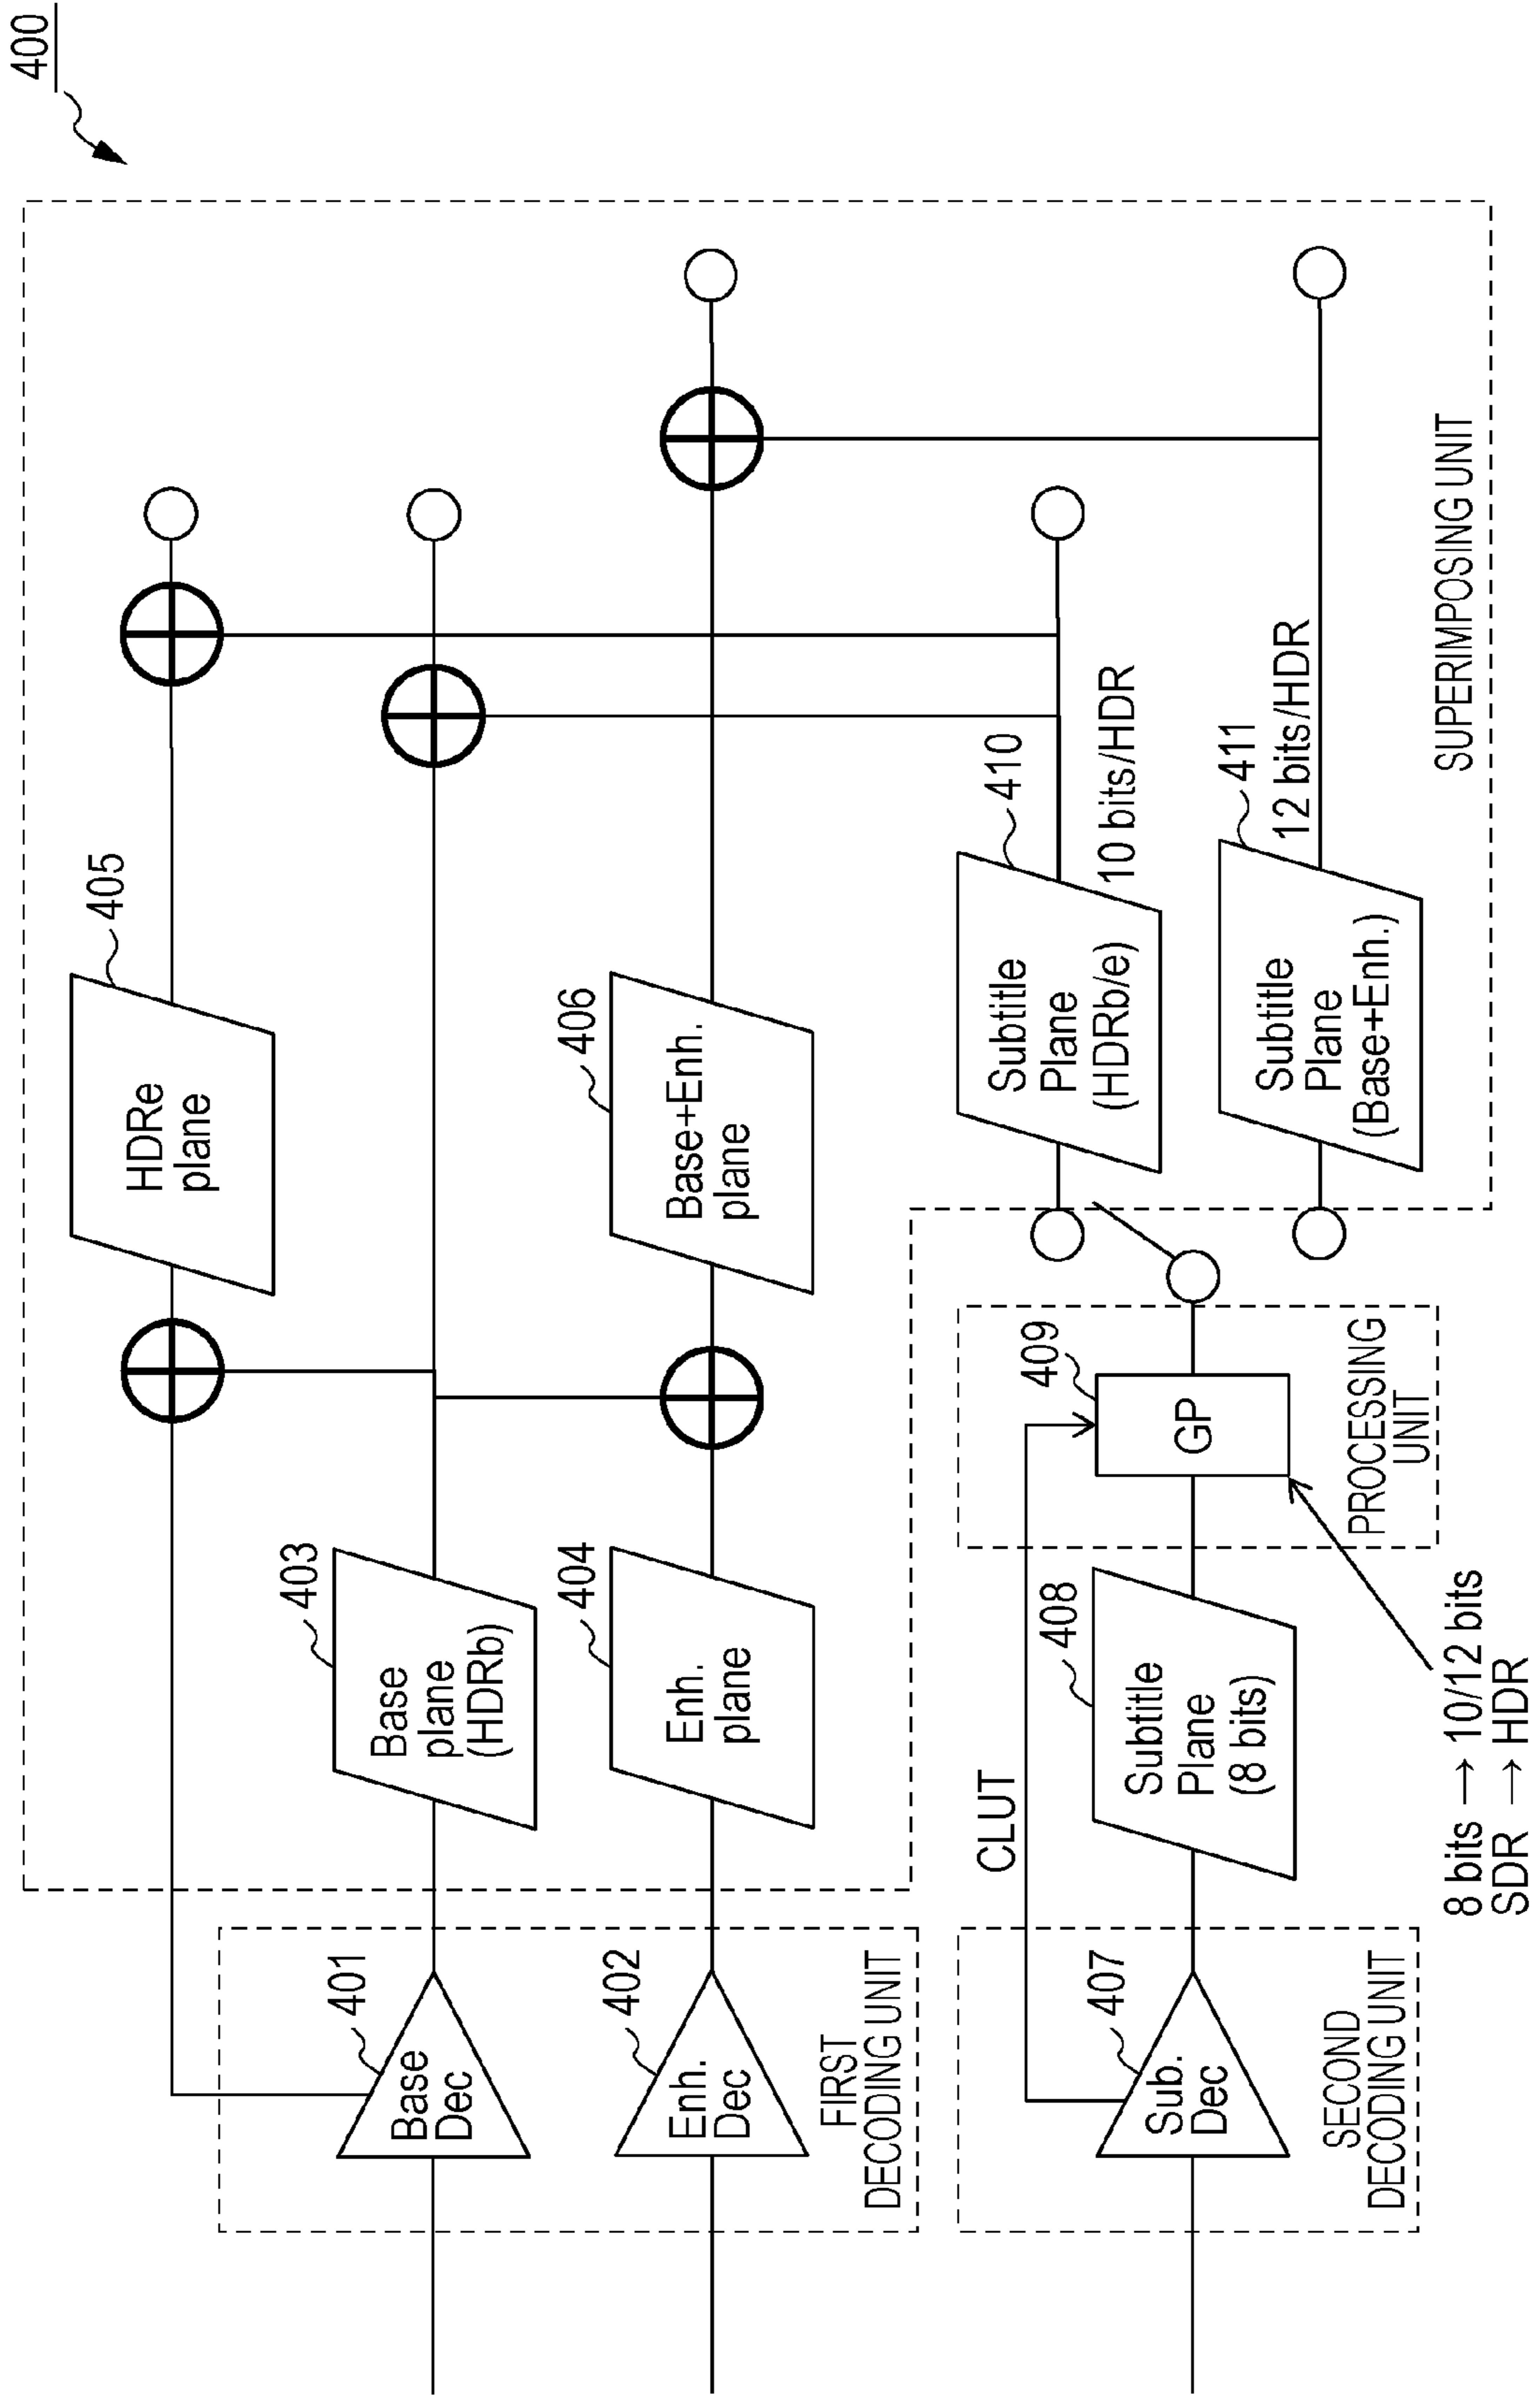 400
405
HDRe
plane
403
Base
plane
(HDRb)
401
Base
Dec
406
Base+Enh.
plane
404
Enh.
plane
402
Enh.
Dec
FIRST
DECODING UNIT
410
Subtitle
Plane
(HDRb/e)
10 bits/HDR
411
Subtitle
Plane
(Base+Enh.)
12 bits/HDR
SUPERIMPOSING UNIT
409
GP
PROCESSING
UNIT
CLUT
408
Subtitle
Plane
(8 bits)
407
Sub.
Dec
SECOND
DECODING UNIT
8 bits → 10/12 bits
SDR → HDR